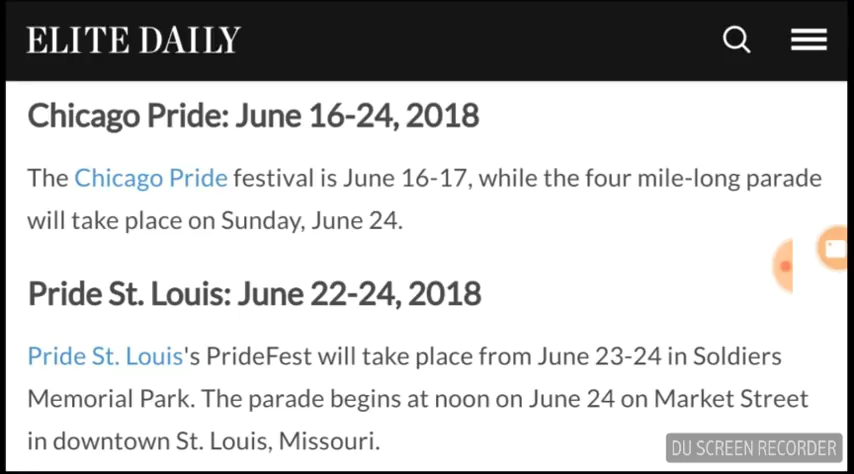 ELITE DAILY
Chicago Pride: June 16-24, 2018
The Chicago Pride festival is June 16-17, while the four mile-long parade
will take place on Sunday, June 24.
Pride St. Louis: June 22-24, 2018
Pride St. Louis's PrideFest will take place from June 23-24 in Soldiers
Memorial Park. The parade begins at noon on June 24 on Market Street
in downtown St. Louis, Missouri.
DU SCREEN RECORDER